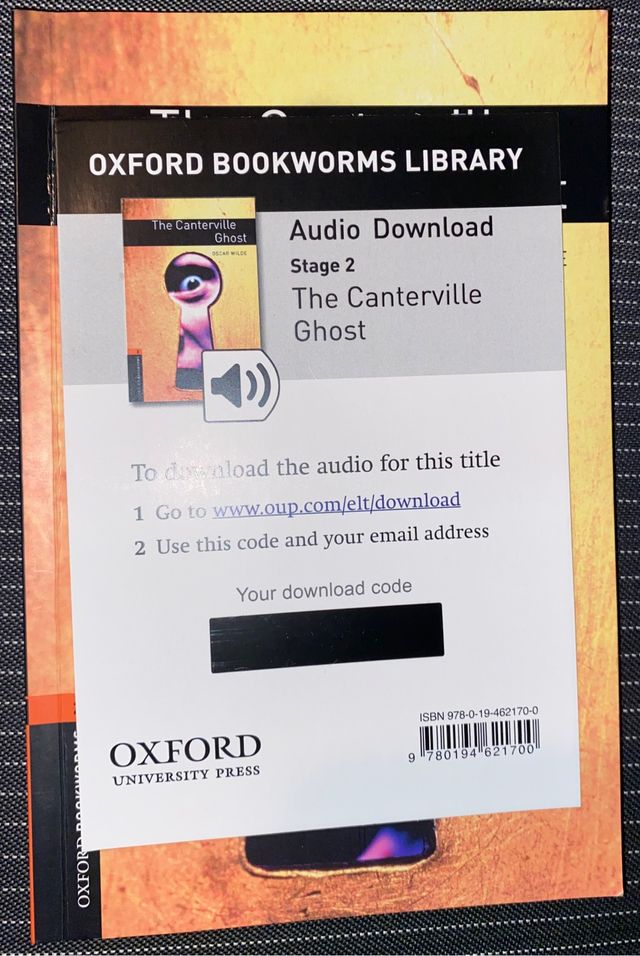 OXFORD BOOKWORMS LIBRARY
The Canterville
Ghost
OSCAR WILDE
Audio Download
Stage 2
The Canterville
Ghost
To download the audio for this title
1 Go to www.oup.com/elt/download
2 Use this code and your email address
Your download code
OXFORD
UNIVERSITY PRESS
ISBN 978-0-19-462170-0
9 780194 621700
OXFORD BOOKWORMS